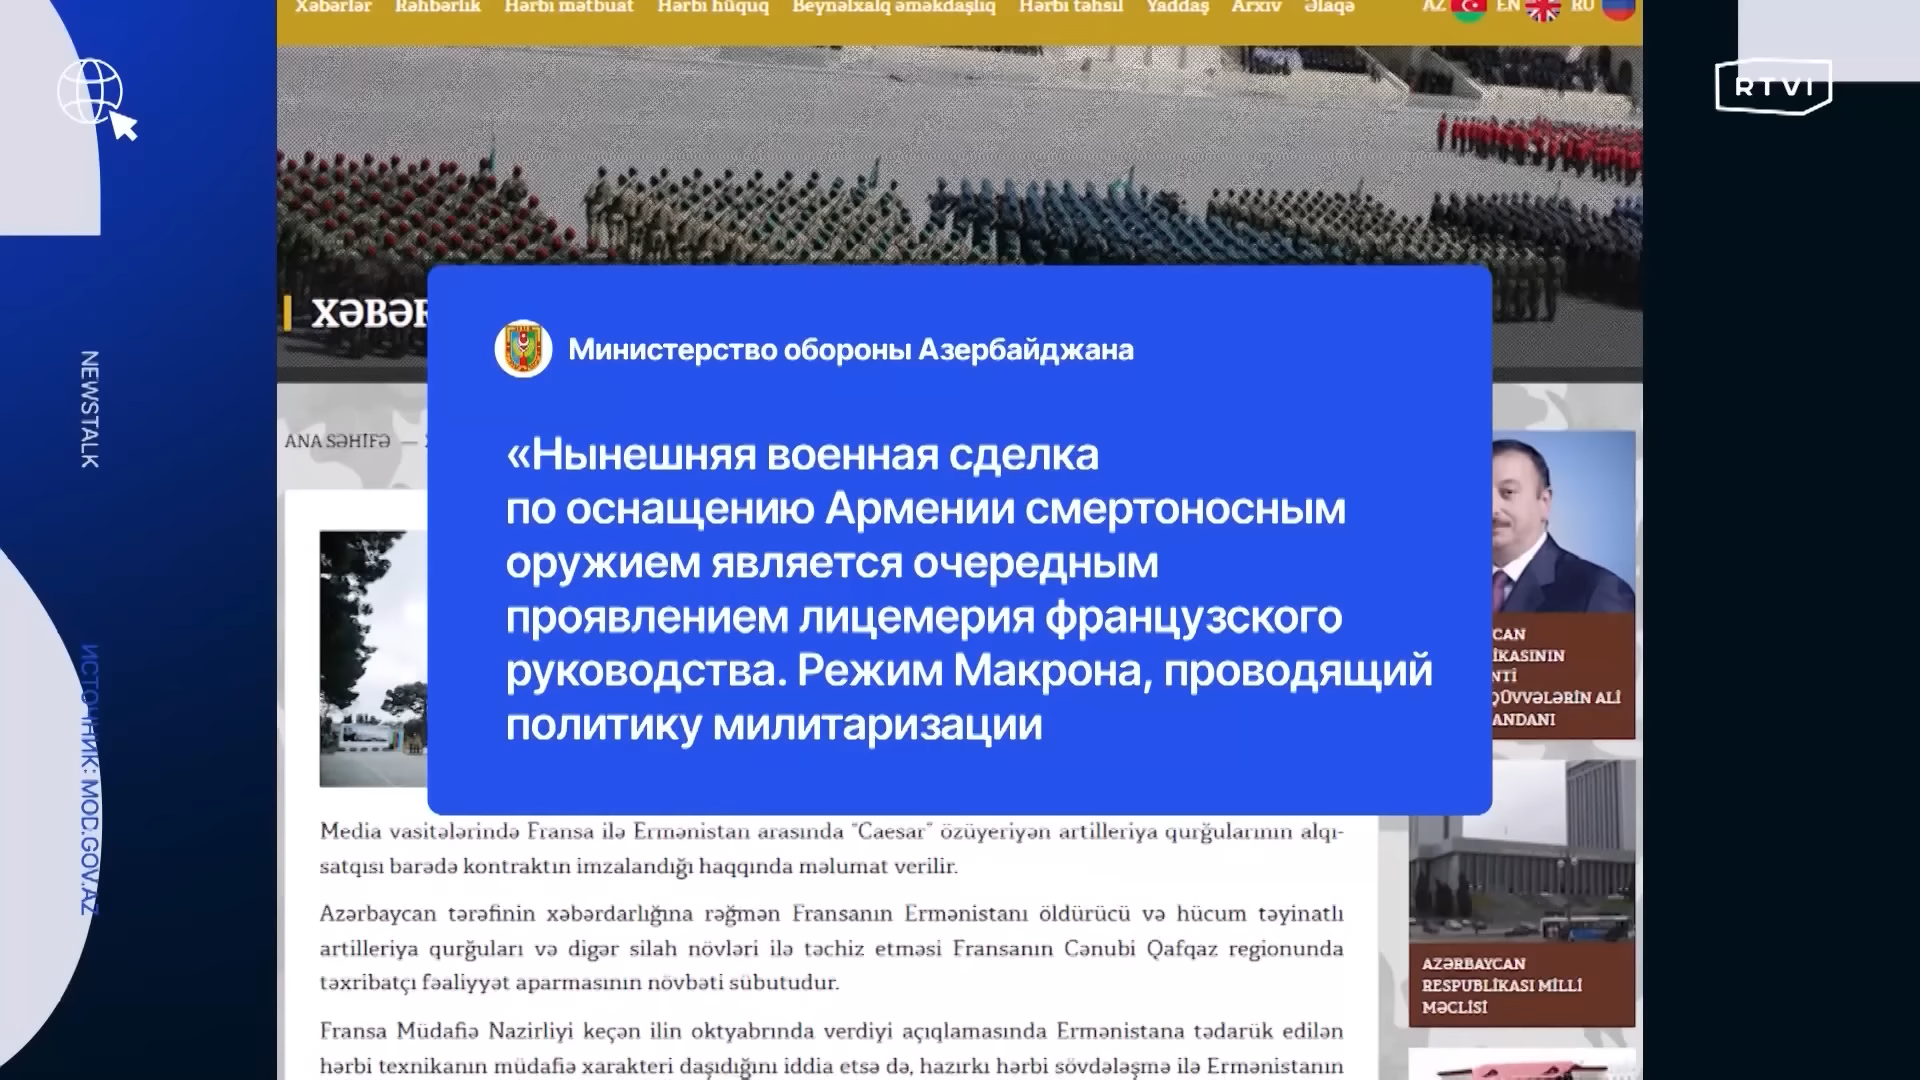 Xəbərlər Rəhbərlik Hərbi mətbuat Hərbi hüquq Beynəlxalq əməkdaşlıq Hərbi təhsil Yaddaş Arxiv Əlaqə AZ EN RU
RTVI
NEWSTALK
ИСТОЧНИК: MOD.GOV.AZ
Министерство обороны Азербайджана
ANA SƏHİFƏ —
«Нынешняя военная сделка
по оснащению Армении смертоносным
оружием является очередным
проявлением лицемерия французского
руководства. Режим Макрона, проводящий
политику милитаризации
QÜVVƏLƏRİN ALİ
Media vasitələrində Fransa ilə Ermənistan arasında “Caesar” özüyeriyən artilleriya qurğularının alqı-
satqısı barədə kontraktın imzalandığı haqqında məlumat verilir.
Azərbaycan tərəfinin xəbərdarlığına rəğmən Fransanın Ermənistanı öldürücü və hücum təyinatlı
artilleriya qurğuları və digər silah növləri ilə təchiz etməsi Fransanın Cənubi Qafqaz regionunda
təxribatçı fəaliyyət aparmasının növbəti sübutudur.
Fransa Müdafiə Nazirliyi keçən ilin oktyabrında verdiyi açıqlamasında Ermənistana tədarük edilən
hərbi texnikanın müdafiə xarakteri daşıdığını iddia etsə də, hazırkı hərbi sövdələşmə ilə Ermənistanın
AZƏRBAYCAN
RESPUBLİKASI MİLLİ
MƏCLİSİ